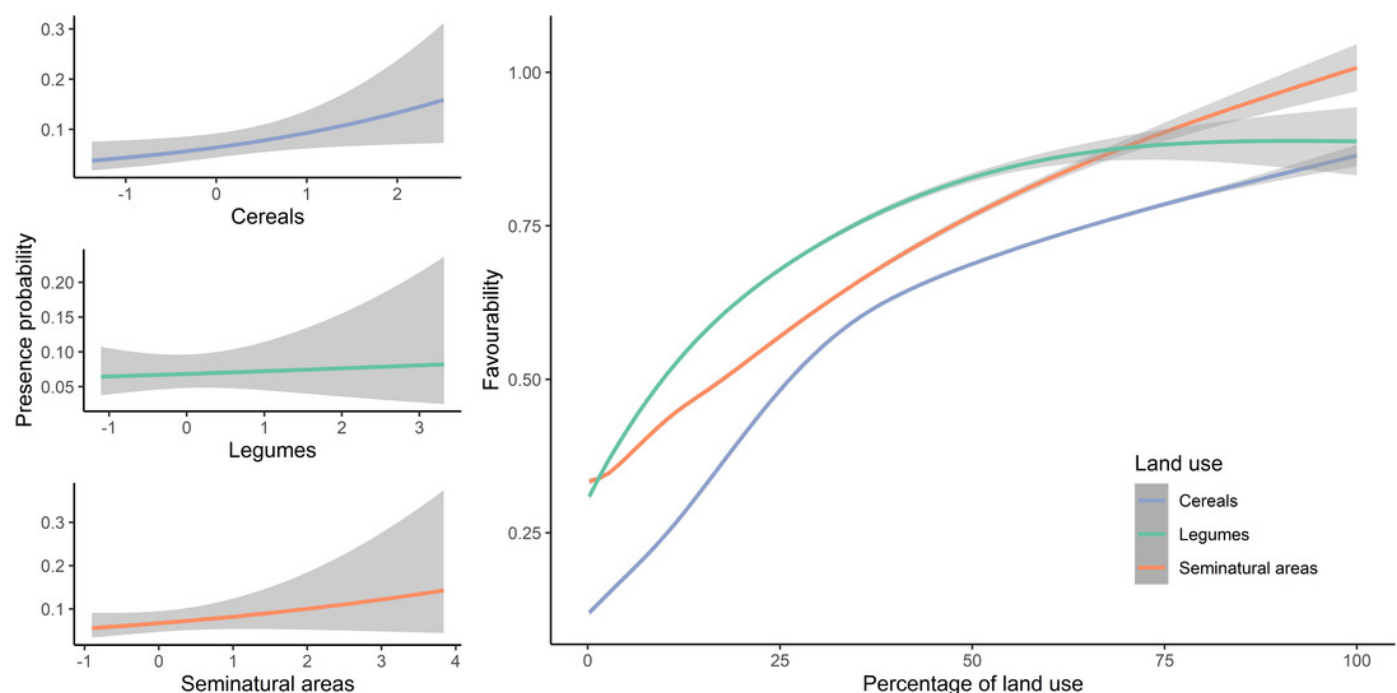 Presence probability
0.3
0.2
0.1
-1 0 1 2
Cereals
0.20
0.15
0.10
0.05
-1 0 1 2 3
Legumes
0.3
0.2
0.1
-1 0 1 2 3 4
Seminatural areas
Favourability
1.00
0.75
0.50
0.25
0 25 50 75 100
Percentage of land use
Land use
Cereals
Legumes
Seminatural areas